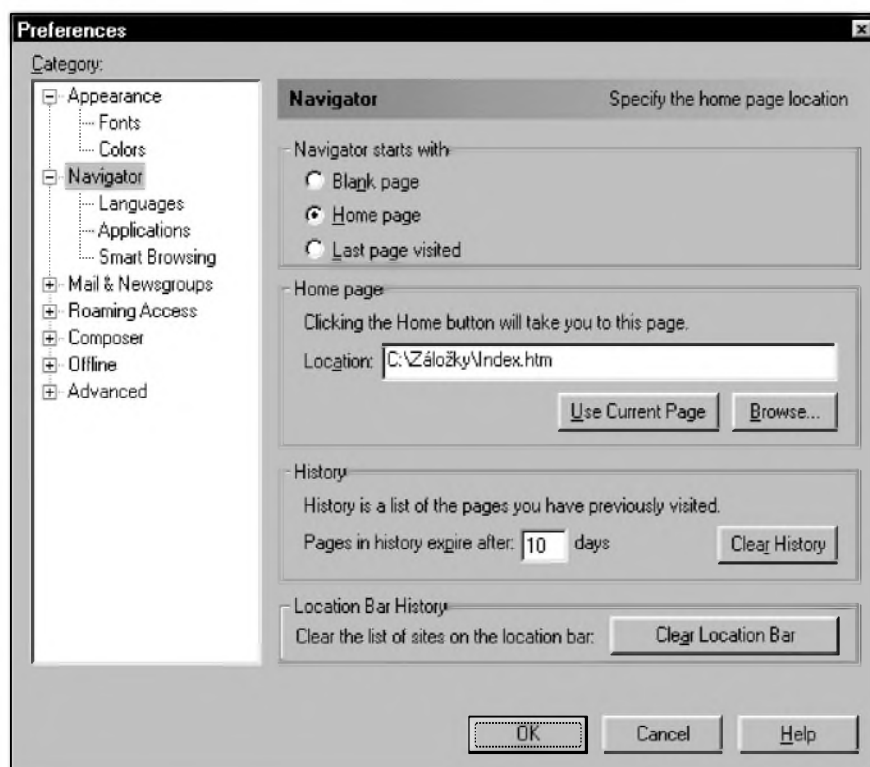 Preferences
Category:
Appearance
Fonts
Colors
Navigator
Languages
Applications
Smart Browsing
Mail & Newsgroups
Roaming Access
Composer
Offline
Advanced
Navigator Specify the home page location
Navigator starts with
Blank page
Home page
Last page visited
Home page
Clicking the Home button will take you to this page.
Location: C:\Záložky\Index.htm
Use Current Page Browse...
History
History is a list of the pages you have previously visited.
Pages in history expire after: 10 days Clear History
Location Bar History
Clear the list of sites on the location bar: Clear Location Bar
OK Cancel Help